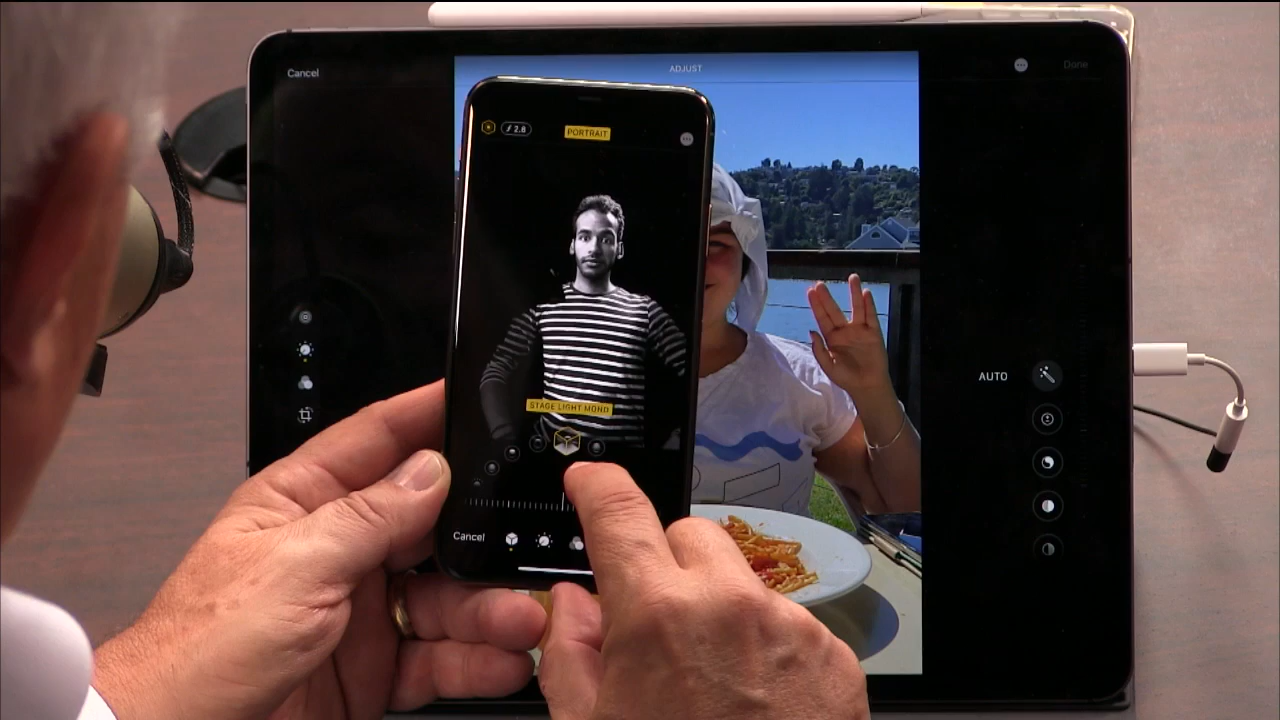 Cancel
ADJUST
Done
f 2.8
PORTRAIT
STAGE LIGHT MONO
AUTO
Cancel